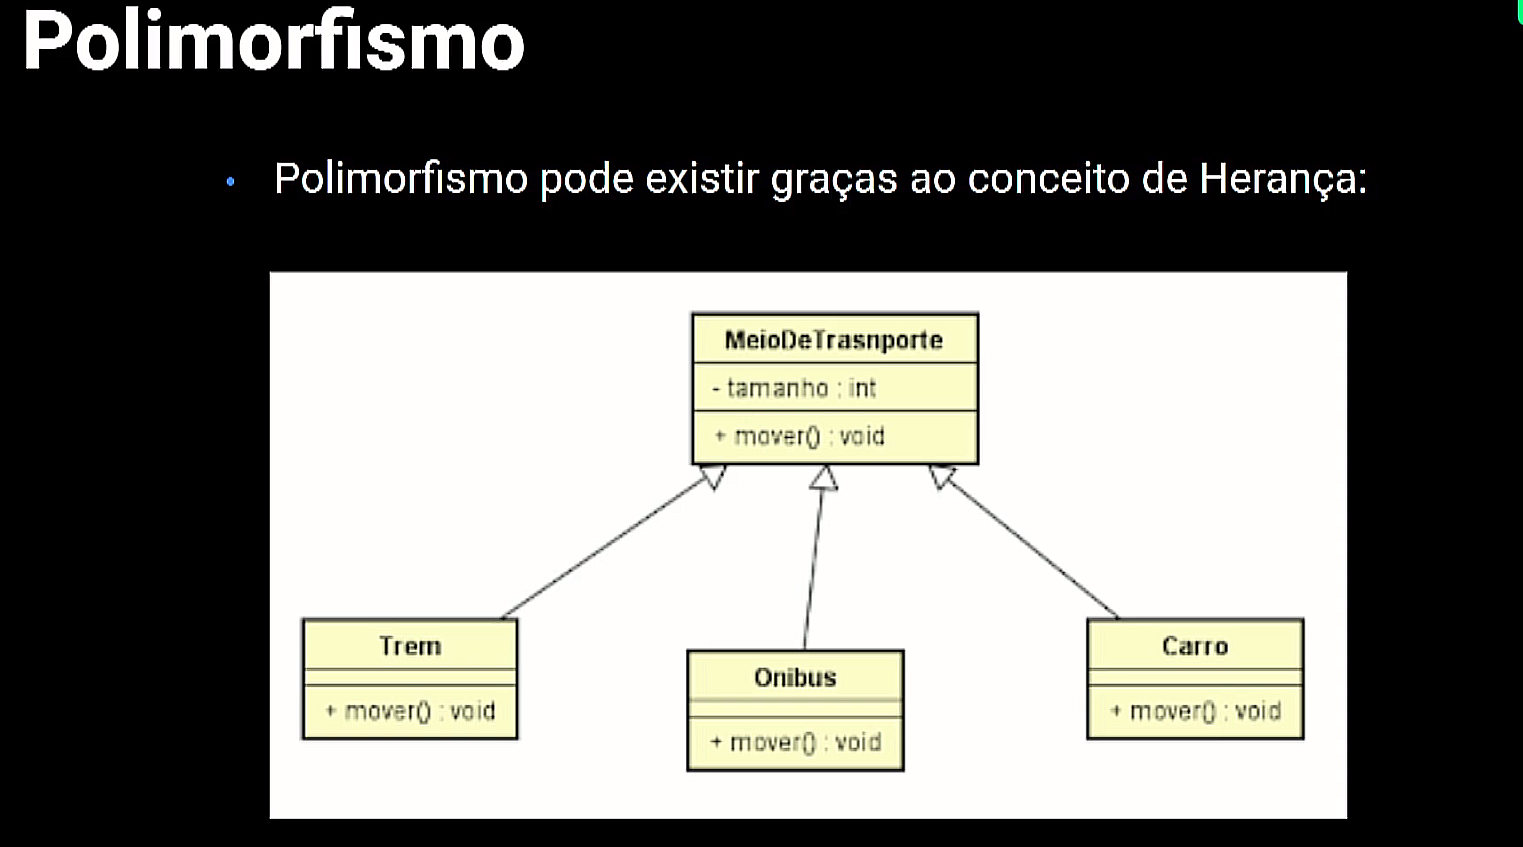 Polimorfismo
• Polimorfismo pode existir graças ao conceito de Herança:
MeioDeTrasnporte
- tamanho : int
+ mover() : void
Trem
+ mover() : void
Onibus
+ mover() : void
Carro
+ mover() : void